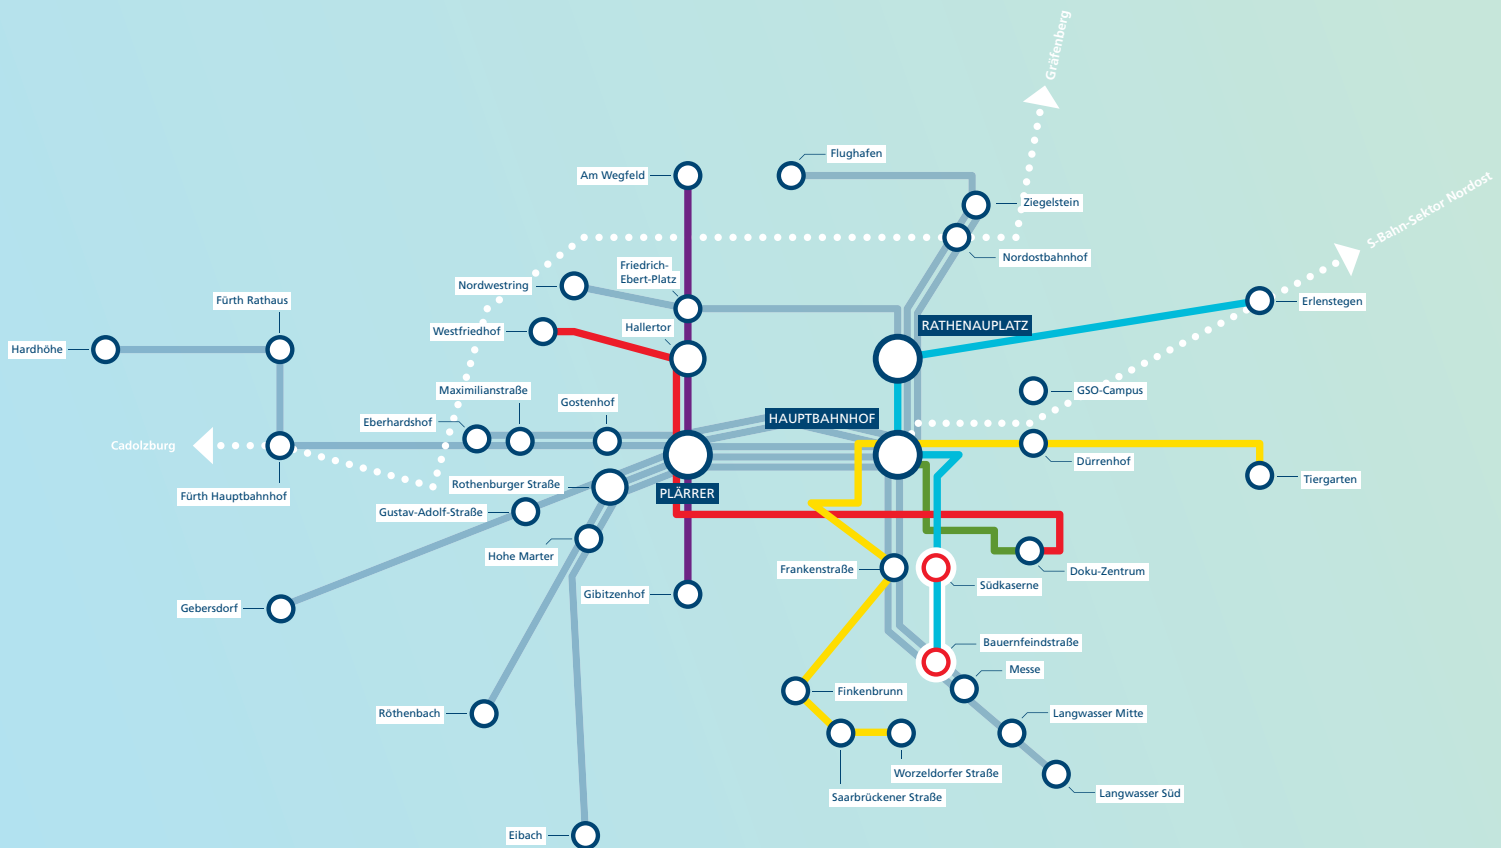 Gräfenberg
Flughafen
Am Wegfeld
S-Bahn-Sektor Nordost
Ziegelstein
Nordostbahnhof
Friedrich-
Ebert-Platz
Nordwestring
Fürth Rathaus
Erlenstegen
Hallertor
RATHENAUPLATZ
Westfriedhof
Hardhöhe
Maximilianstraße
GSO-Campus
Gostenhof
HAUPTBAHNHOF
Eberhardshof
Cadolzburg
Dürrenhof
Tiergarten
Rothenburger Straße
PLÄRRER
Fürth Hauptbahnhof
Gustav-Adolf-Straße
Hohe Marter
Frankenstraße
Doku-Zentrum
Südkaserne
Gibitzenhof
Gebersdorf
Bauernfeindstraße
Messe
Finkenbrunn
Röthenbach
Langwasser Mitte
Worzeldorfer Straße
Langwasser Süd
Saarbrückener Straße
Eibach